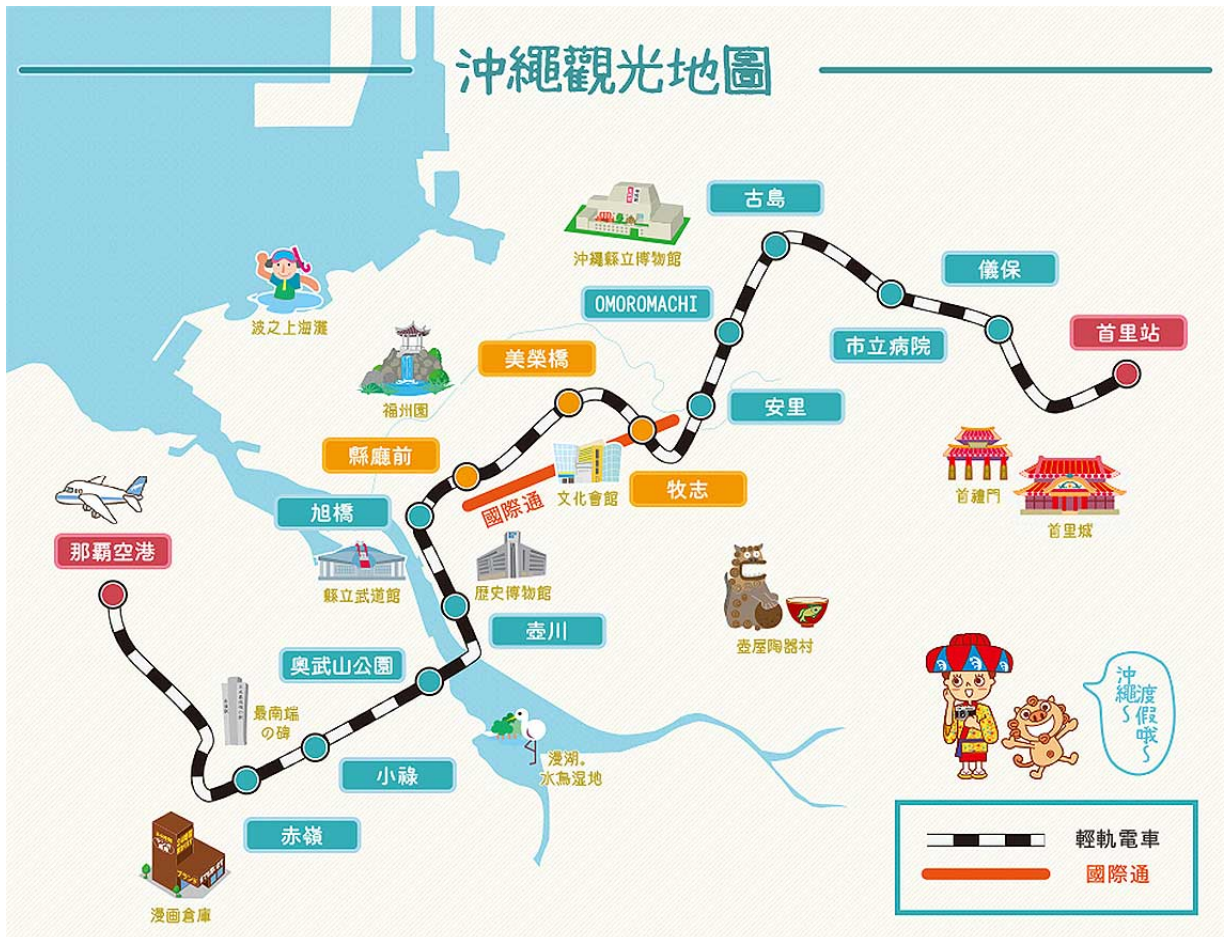 沖繩觀光地圖
古島
沖繩縣立博物館
儀保
OMOROMACHI
波之上海灘
市立病院
首里站
美榮橋
福州園
安里
縣廳前
牧志
文化會館
國際通
首禮門
首里城
旭橋
那霸空港
縣立武道館
歷史博物館
壺川
壺屋陶器村
奧武山公園
最南端
の碑
小祿
漫湖。
水鳥濕地
赤嶺
漫画倉庫
沖繩~
渡假哦~
輕軌電車
國際通